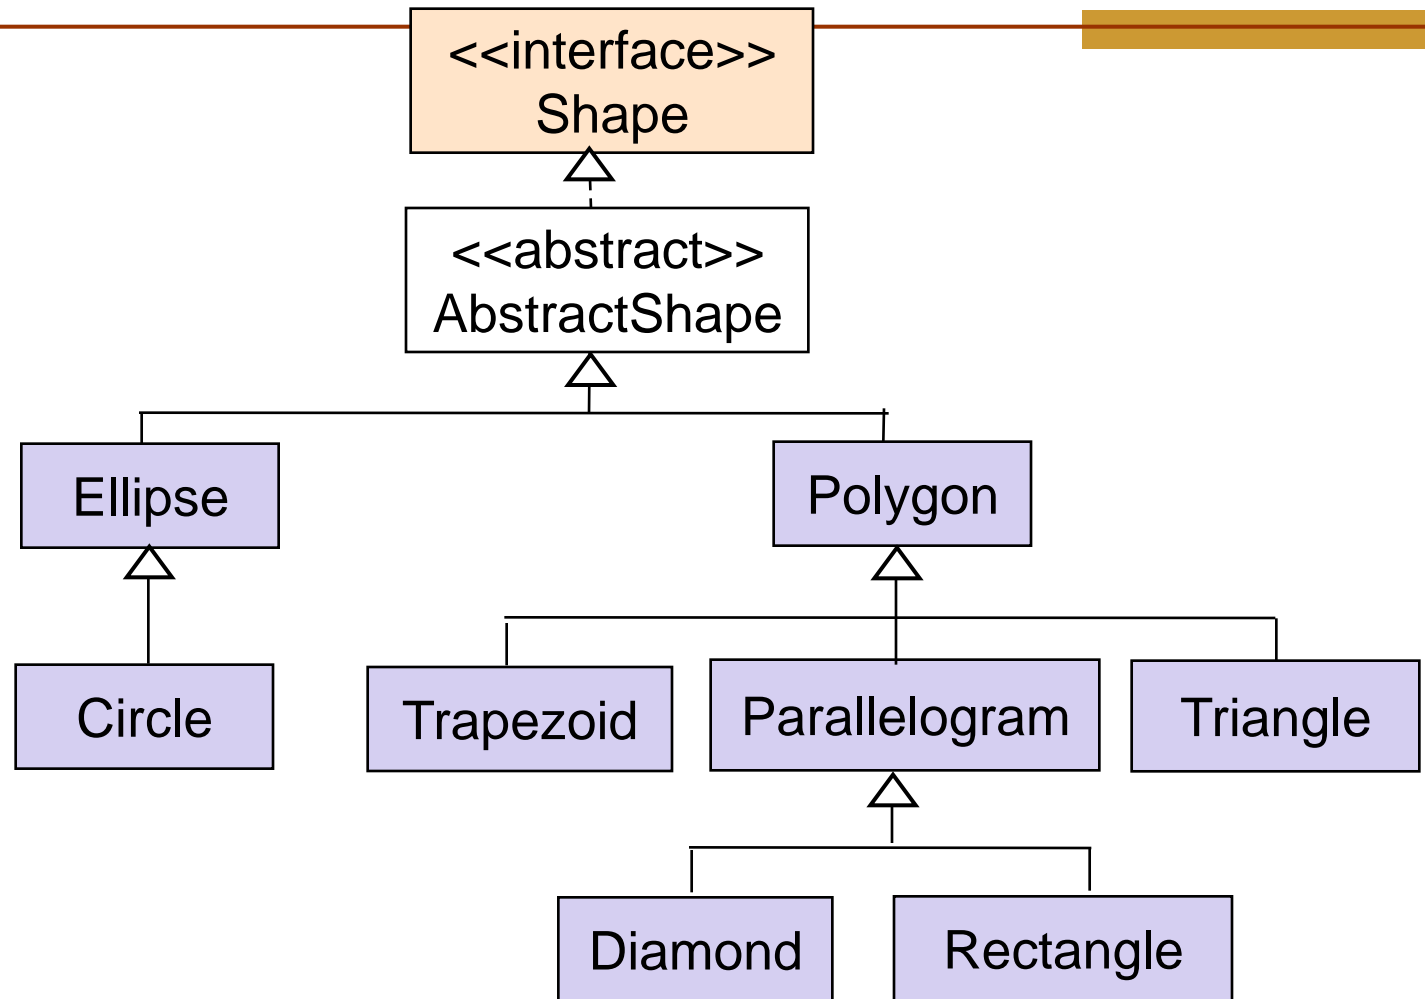 <<interface>>
Shape
<<abstract>>
AbstractShape
Ellipse
Polygon
Circle
Trapezoid
Parallelogram
Triangle
Diamond
Rectangle